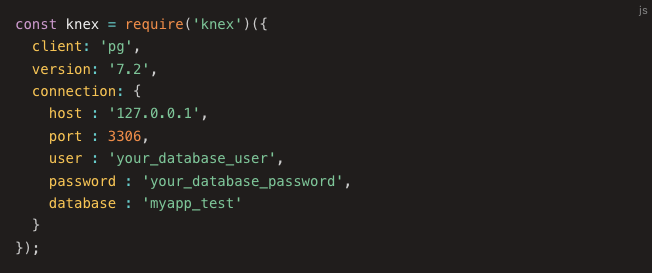 js
const knex = require('knex')({
  client: 'pg',
  version: '7.2',
  connection: {
    host : '127.0.0.1',
    port : 3306,
    user : 'your_database_user',
    password : 'your_database_password',
    database : 'myapp_test'
  }
});